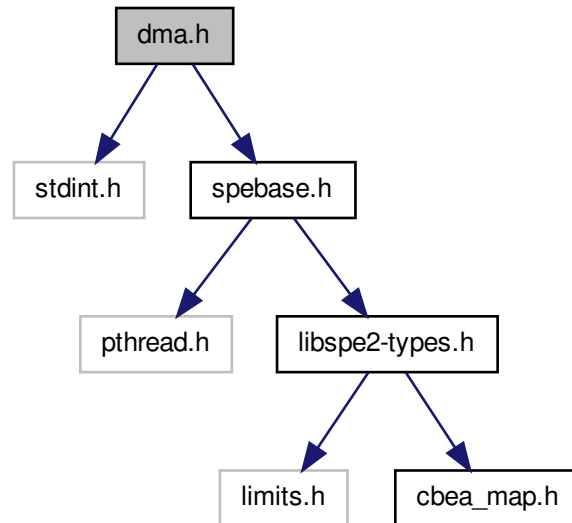 dma.h
stdint.h
spebase.h
pthread.h
libspe2-types.h
limits.h
cbea_map.h